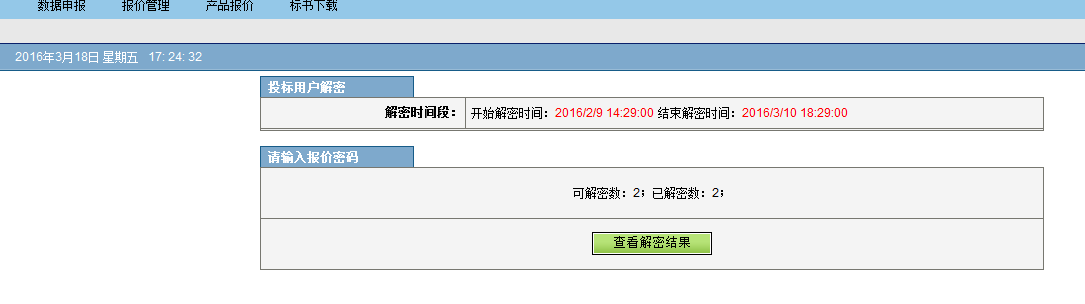 数据申报 报价管理 产品报价 标书下载
2016年3月18日 星期五 17: 24: 32
投标用户解密
解密时间段： 开始解密时间：2016/2/9 14:29:00 结束解密时间：2016/3/10 18:29:00
请输入报价密码
可解密数：2；已解密数：2；
查看解密结果